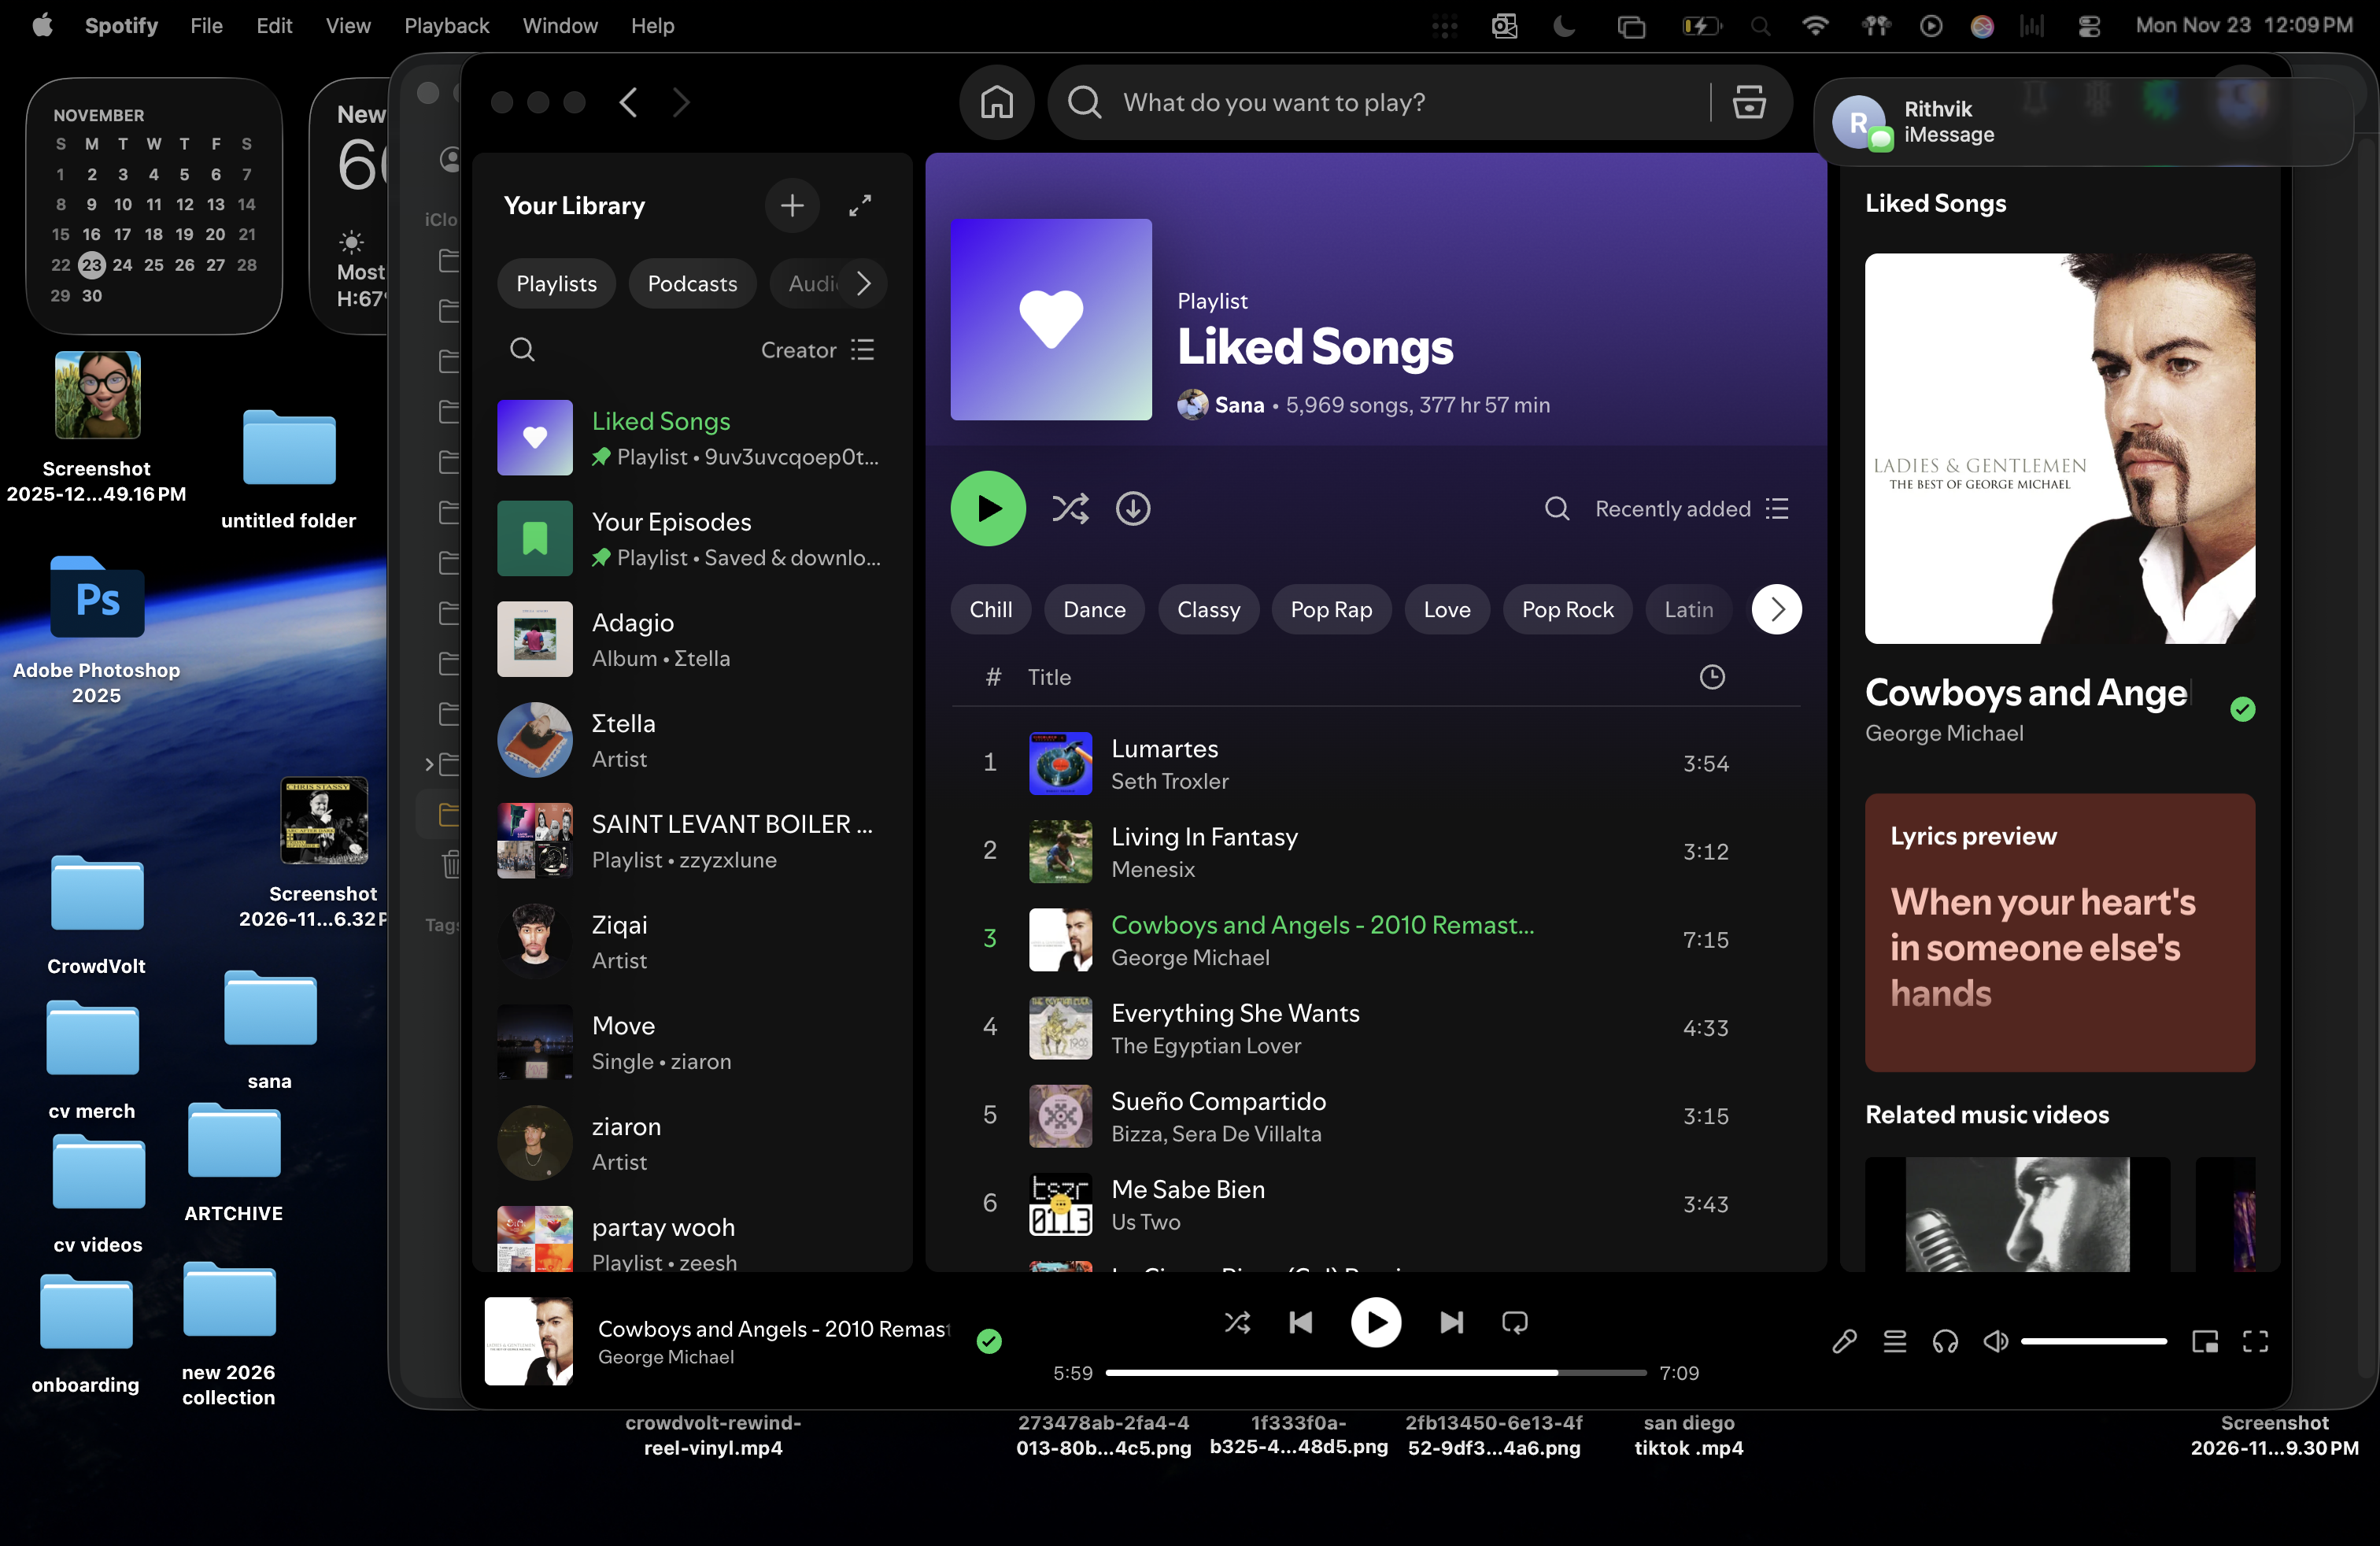 Spotify File Edit View Playback Window Help
Mon Nov 23 12:09 PM
NOVEMBER
S M T W T F S
1 2 3 4 5 6 7
8 9 10 11 12 13 14
15 16 17 18 19 20 21
22 23 24 25 26 27 28
29 30
New
Most
H:67°
Screenshot
2025-12...49.16 PM
untitled folder
Ps
Adobe Photoshop
2025
CHRIS STASSY
Screenshot
2026-11...6.32 P
CrowdVolt
sana
cv merch
ARTCHIVE
cv videos
onboarding
new 2026
collection
iClo
Tags
What do you want to play?
R
Rithvik
iMessage
Your Library
Playlists Podcasts Audi
Creator
Liked Songs
Playlist • 9uv3uvcqoep0t...
Your Episodes
Playlist • Saved & downlo...
Adagio
Album • Σtella
Σtella
Artist
SAINT LEVANT BOILER ...
Playlist • zzyzxlune
Ziqai
Artist
Move
Single • ziaron
ziaron
Artist
partay wooh
Playlist • zeesh
Playlist
Liked Songs
Sana • 5,969 songs, 377 hr 57 min
Recently added
Chill Dance Classy Pop Rap Love Pop Rock Latin
# Title
1 Lumartes 3:54
Seth Troxler
2 Living In Fantasy 3:12
Menesix
3 Cowboys and Angels - 2010 Remast... 7:15
George Michael
4 Everything She Wants 4:33
The Egyptian Lover
5 Sueño Compartido 3:15
Bizza, Sera De Villalta
6 Me Sabe Bien 3:43
Us Two
tszr
0113
Liked Songs
LADIES & GENTLEMEN
THE BEST OF GEORGE MICHAEL
Cowboys and Ange
George Michael
Lyrics preview
When your heart's
in someone else's
hands
Related music videos
Cowboys and Angels - 2010 Remast
George Michael
5:59 7:09
crowdvolt-rewind-
reel-vinyl.mp4
273478ab-2fa4-4
013-80b...4c5.png
1f333f0a-
b325-4...48d5.png
2fb13450-6e13-4f
52-9df3...4a6.png
san diego
tiktok .mp4
Screenshot
2026-11...9.30 PM